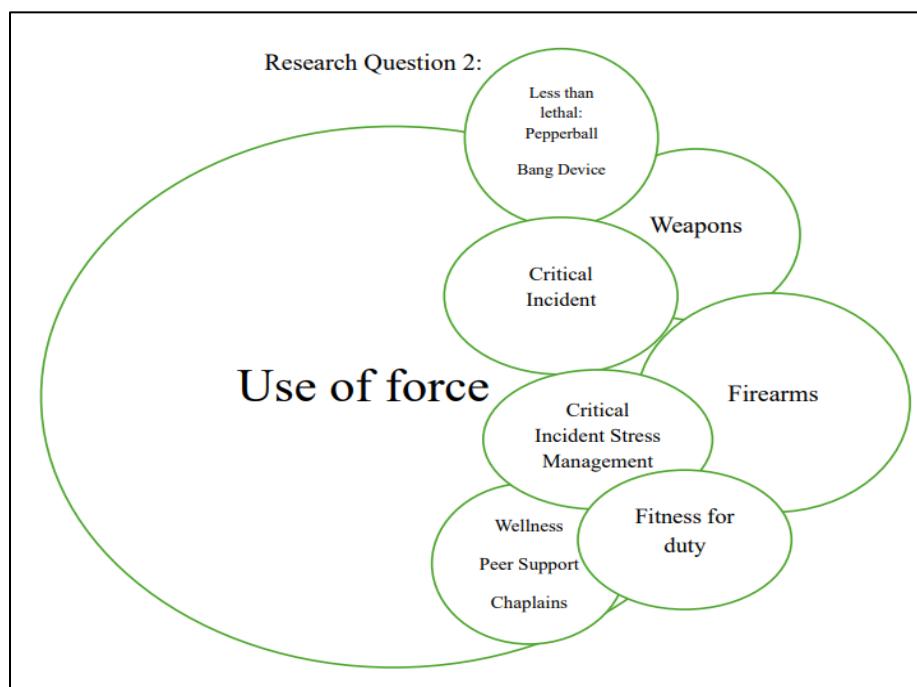 Research Question 2:
Less than
lethal:
Pepperball
Bang Device
Weapons
Critical
Incident
Use of force
Firearms
Critical
Incident Stress
Management
Fitness for
duty
Wellness
Peer Support
Chaplains